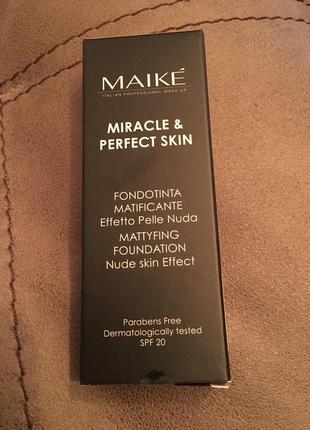 MAIKÉ
ITALIAN PROFESSIONAL MAKE UP
MIRACLE &
PERFECT SKIN
FONDOTINTA
MATIFICANTE
Effetto Pelle Nuda
MATTYFING
FOUNDATION
Nude skin Effect
Parabens Free
Dermatologically tested
SPF 20